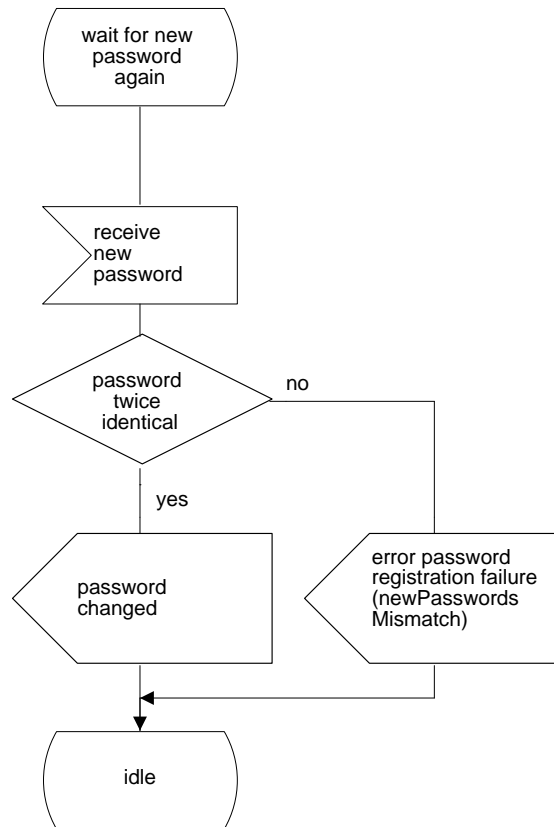 wait for new
password
again
receive
new
password
password
twice
identical
no
yes
password
changed
error password
registration failure
(newPasswords
Mismatch)
idle